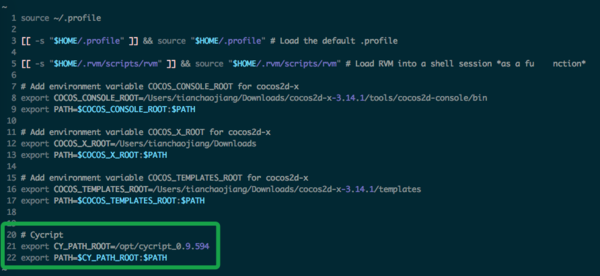 ~
1 source ~/.profile
2
3 [[ -s "$HOME/.profile" ]] && source "$HOME/.profile" # Load the default .profile
4
5 [[ -s "$HOME/.rvm/scripts/rvm" ]] && source "$HOME/.rvm/scripts/rvm" # Load RVM into a shell session *as a fu nction*
6
7 # Add environment variable COCOS_CONSOLE_ROOT for cocos2d-x
8 export COCOS_CONSOLE_ROOT=/Users/tianchaojiang/Downloads/cocos2d-x-3.14.1/tools/cocos2d-console/bin
9 export PATH=$COCOS_CONSOLE_ROOT:$PATH
10
11 # Add environment variable COCOS_X_ROOT for cocos2d-x
12 export COCOS_X_ROOT=/Users/tianchaojiang/Downloads
13 export PATH=$COCOS_X_ROOT:$PATH
14
15 # Add environment variable COCOS_TEMPLATES_ROOT for cocos2d-x
16 export COCOS_TEMPLATES_ROOT=/Users/tianchaojiang/Downloads/cocos2d-x-3.14.1/templates
17 export PATH=$COCOS_TEMPLATES_ROOT:$PATH
18
19
20 # Cycript
21 export CY_PATH_ROOT=/opt/cycript_0.9.594
22 export PATH=$CY_PATH_ROOT:$PATH
~